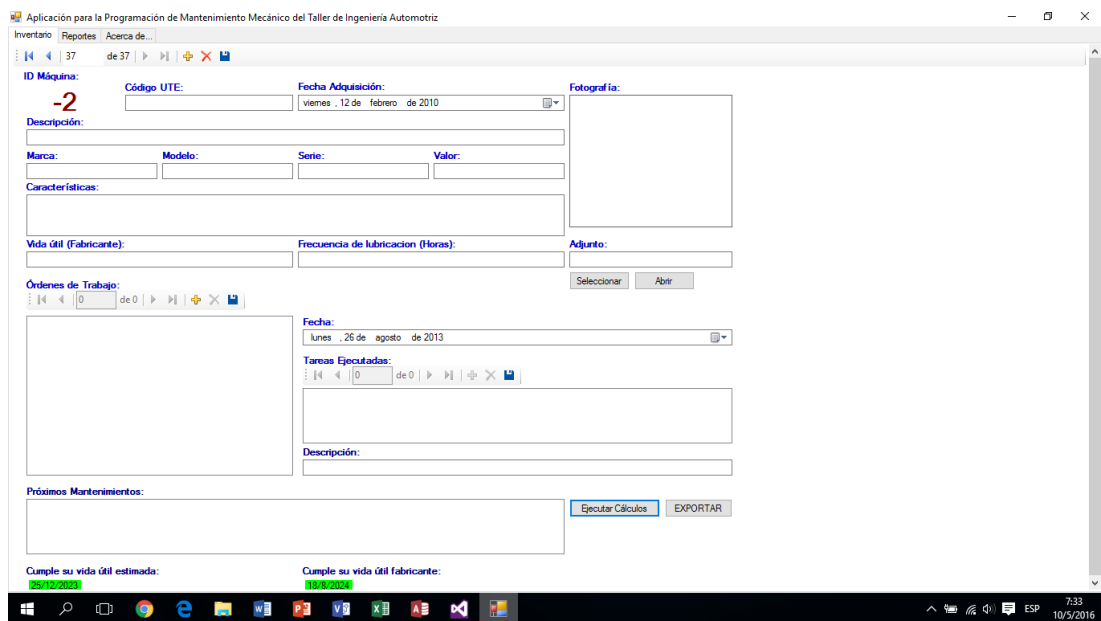 Aplicación para la Programación de Mantenimiento Mecánico del Taller de Ingeniería Automotriz
Inventario Reportes Acerca de...
37 de 37
ID Máquina:
-2
Código UTE:
Fecha Adquisición:
viernes , 12 de febrero de 2010
Fotografía:
Descripción:
Marca: Modelo: Serie: Valor:
Características:
Vida útil (Fabricante): Frecuencia de lubricacion (Horas): Adjunto:
Seleccionar Abrir
Órdenes de Trabajo:
0 de 0
Fecha:
lunes , 26 de agosto de 2013
Tareas Ejecutadas:
0 de 0
Descripción:
Próximos Mantenimientos:
Ejecutar Cálculos EXPORTAR
Cumple su vida útil estimada: Cumple su vida útil fabricante:
25/12/2023 18/8/2024
ESP 7:33
10/5/2016